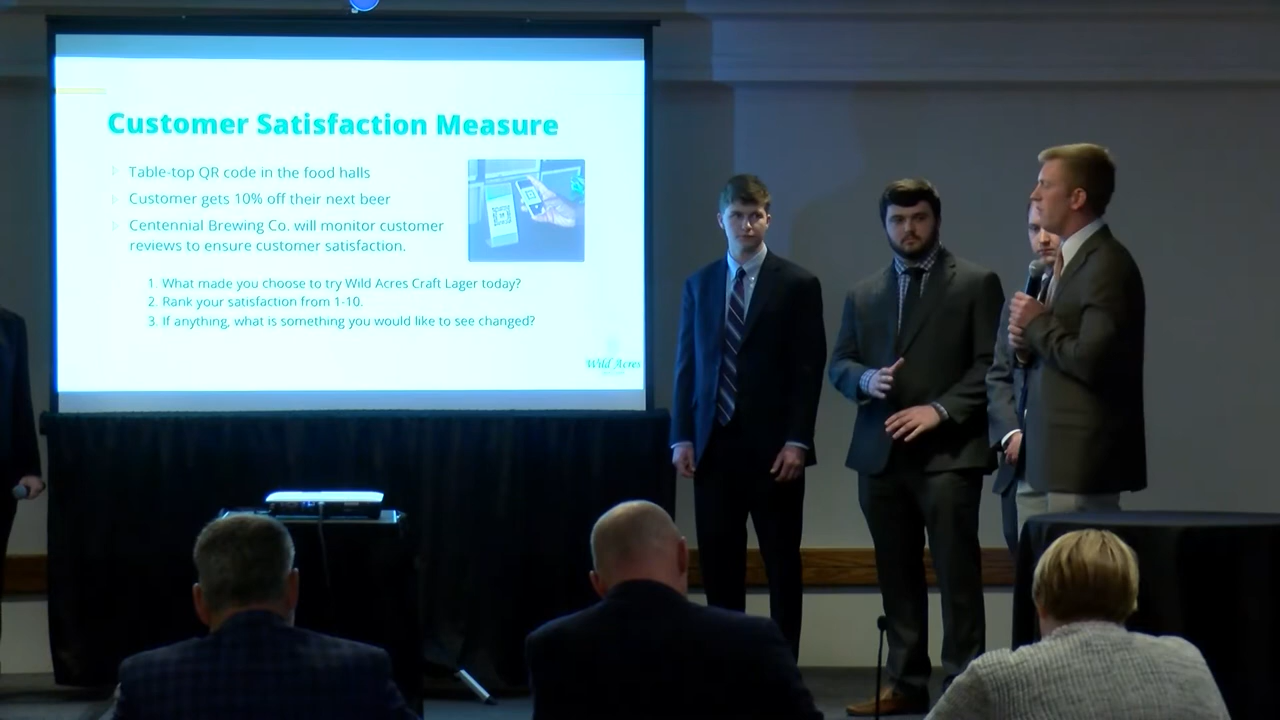 Customer Satisfaction Measure
Table-top QR code in the food halls
Customer gets 10% off their next beer
Centennial Brewing Co. will monitor customer
reviews to ensure customer satisfaction.
1. What made you choose to try Wild Acres Craft Lager today?
2. Rank your satisfaction from 1-10.
3. If anything, what is something you would like to see changed?
Wild Acres